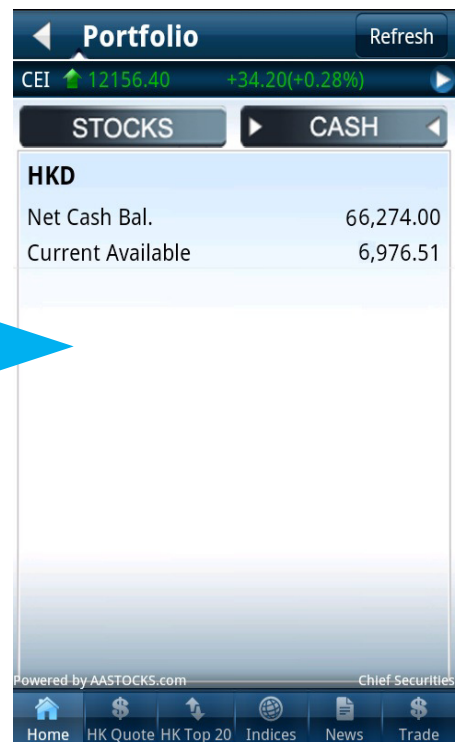 Portfolio Refresh
CEI 12156.40 +34.20(+0.28%)
STOCKS CASH
HKD
Net Cash Bal. 66,274.00
Current Available 6,976.51
Powered by AASTOCKS.com Chief Securities
Home HK Quote HK Top 20 Indices News Trade